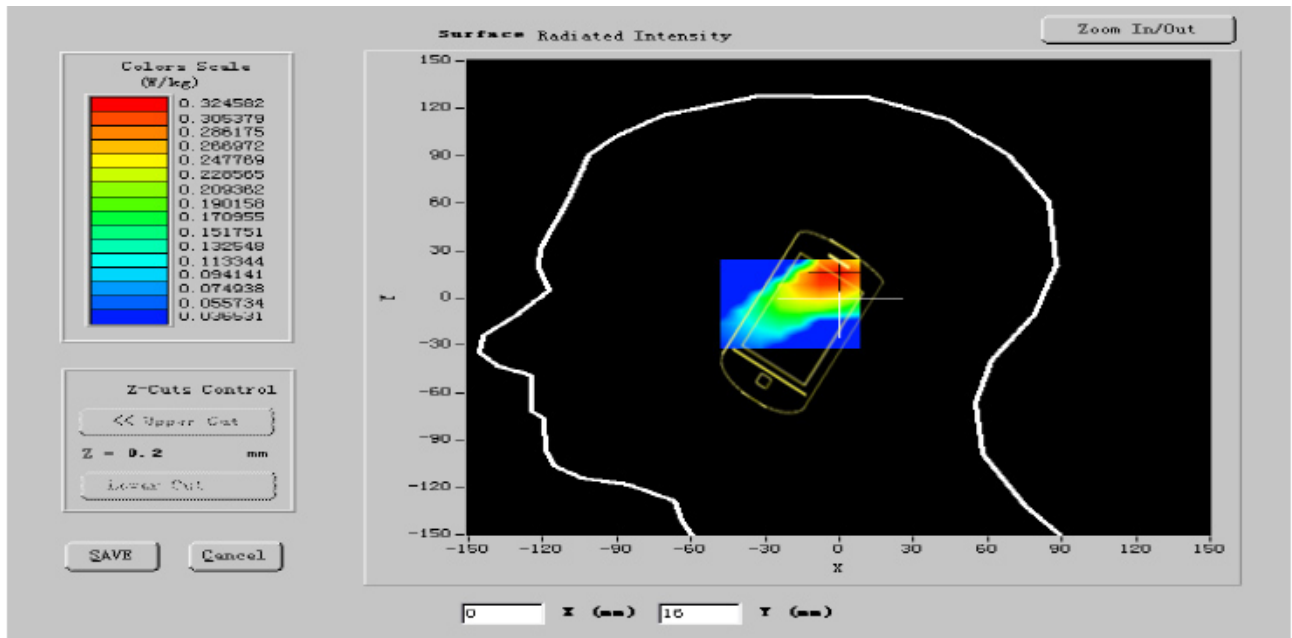 Surface Radiated Intensity
Zoom In/Out
Colors Scale
(W/kg)
0.324582
0.305379
0.286175
0.266972
0.247769
0.228565
0.209362
0.190158
0.170955
0.151751
0.132548
0.113344
0.094141
0.074938
0.055734
0.036531
Z-Cuts Control
<< Upper Cut
Z = 0.2 mm
Lower Cut
SAVE
Cancel
150
120
90
60
30
0
-30
-60
-90
-120
-150
Y
-150 -120 -90 -60 -30 0 30 60 90 120 150
X
0 X (mm) 16 Y (mm)